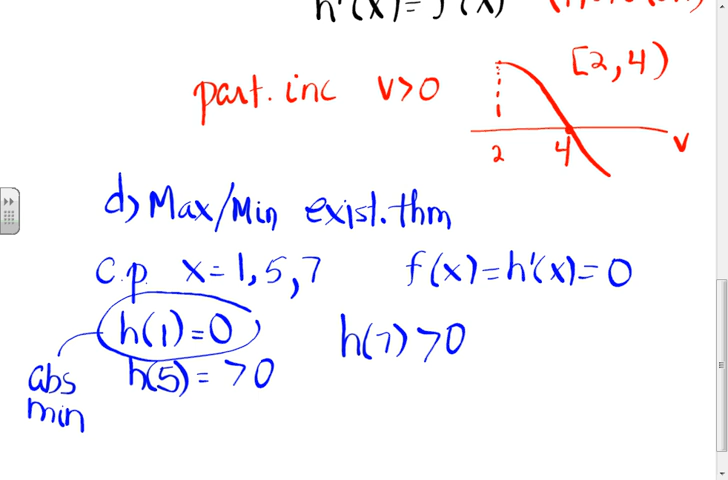 h'(x) = f(x)
part. inc v>0
[2,4)
2 4 v
d) Max/Min exist. thm
c.p. x=1,5,7 f(x)=h'(x)=0
h(1)=0 h(7)>0
h(5)= >0
abs
min